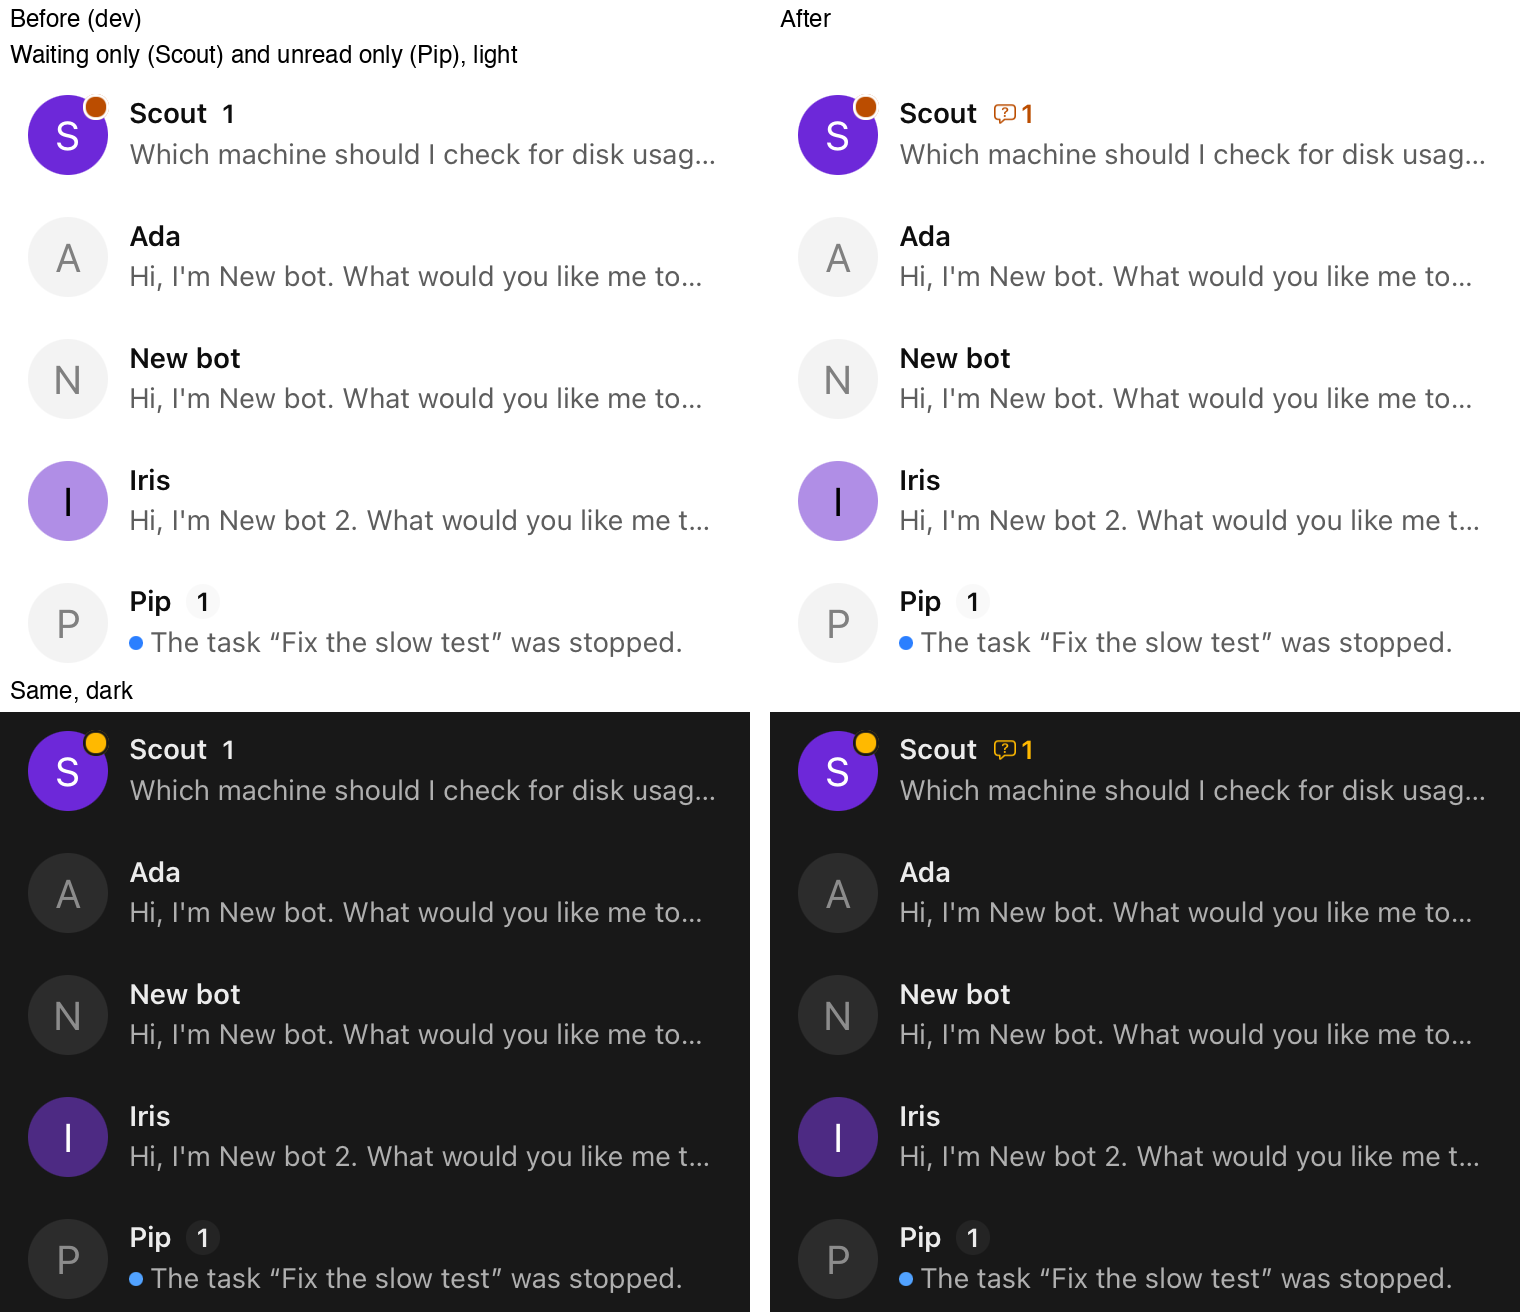 Before (dev)
After
Waiting only (Scout) and unread only (Pip), light
S
Scout 1
Which machine should I check for disk usag...
A
Ada
Hi, I'm New bot. What would you like me to...
N
New bot
Hi, I'm New bot. What would you like me to...
I
Iris
Hi, I'm New bot 2. What would you like me t...
P
Pip 1
The task “Fix the slow test” was stopped.
S
Scout ? 1
Which machine should I check for disk usag...
A
Ada
Hi, I'm New bot. What would you like me to...
N
New bot
Hi, I'm New bot. What would you like me to...
I
Iris
Hi, I'm New bot 2. What would you like me t...
P
Pip 1
The task “Fix the slow test” was stopped.
Same, dark
S
Scout 1
Which machine should I check for disk usag...
A
Ada
Hi, I'm New bot. What would you like me to...
N
New bot
Hi, I'm New bot. What would you like me to...
I
Iris
Hi, I'm New bot 2. What would you like me t...
P
Pip 1
The task “Fix the slow test” was stopped.
S
Scout ? 1
Which machine should I check for disk usag...
A
Ada
Hi, I'm New bot. What would you like me to...
N
New bot
Hi, I'm New bot. What would you like me to...
I
Iris
Hi, I'm New bot 2. What would you like me t...
P
Pip 1
The task “Fix the slow test” was stopped.